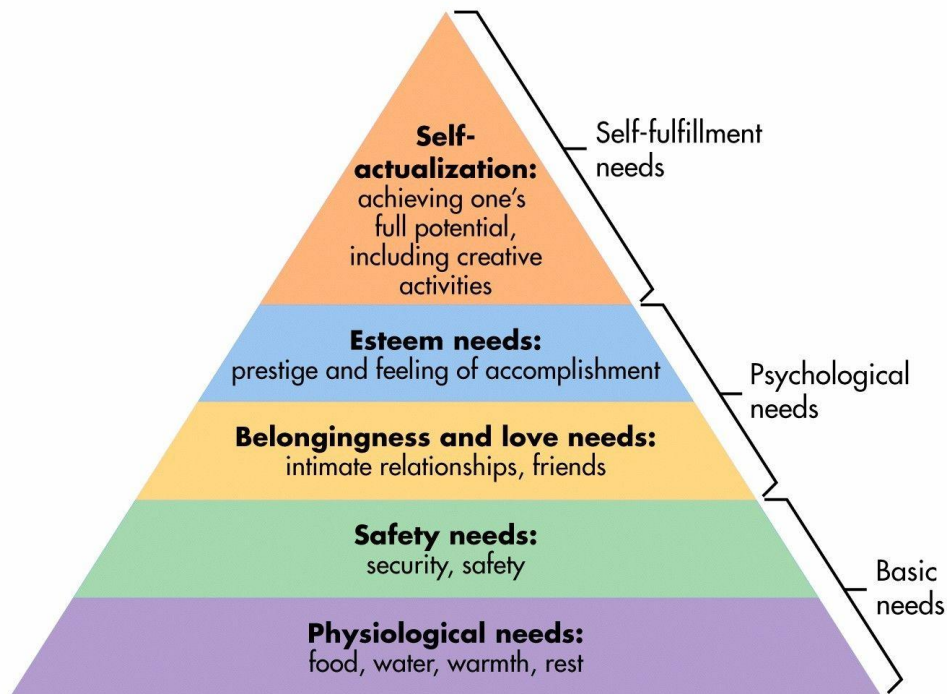 Self-
actualization:
achieving one's
full potential,
including creative
activities
Self-fulfillment
needs
Esteem needs:
prestige and feeling of accomplishment
Psychological
needs
Belongingness and love needs:
intimate relationships, friends
Safety needs:
security, safety
Basic
needs
Physiological needs:
food, water, warmth, rest